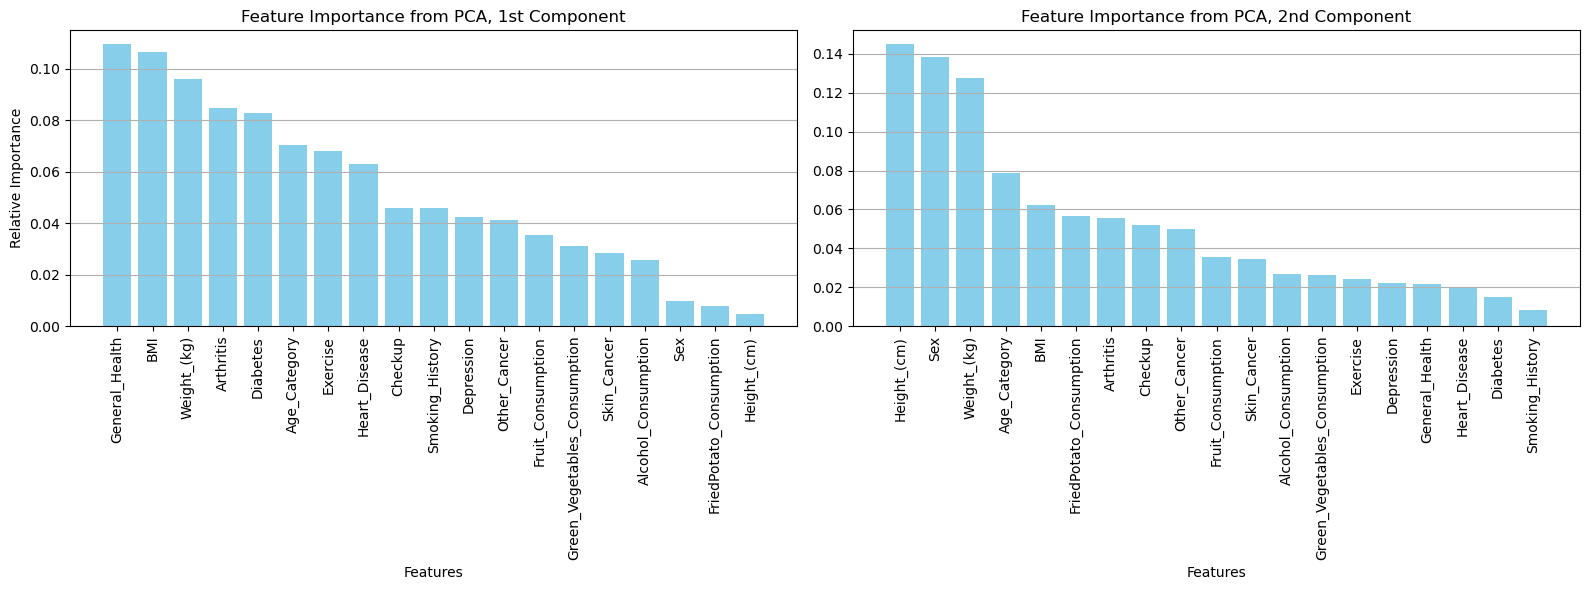 Feature Importance from PCA, 1st Component
Relative Importance
0.10
0.08
0.06
0.04
0.02
0.00
General_Health
BMI
Weight_(kg)
Arthritis
Diabetes
Age_Category
Exercise
Heart_Disease
Checkup
Smoking_History
Depression
Other_Cancer
Fruit_Consumption
Green_Vegetables_Consumption
Skin_Cancer
Alcohol_Consumption
Sex
FriedPotato_Consumption
Height_(cm)
Features
Feature Importance from PCA, 2nd Component
0.14
0.12
0.10
0.08
0.06
0.04
0.02
0.00
Height_(cm)
Sex
Weight_(kg)
Age_Category
BMI
FriedPotato_Consumption
Arthritis
Checkup
Other_Cancer
Fruit_Consumption
Skin_Cancer
Alcohol_Consumption
Green_Vegetables_Consumption
Exercise
Depression
General_Health
Heart_Disease
Diabetes
Smoking_History
Features